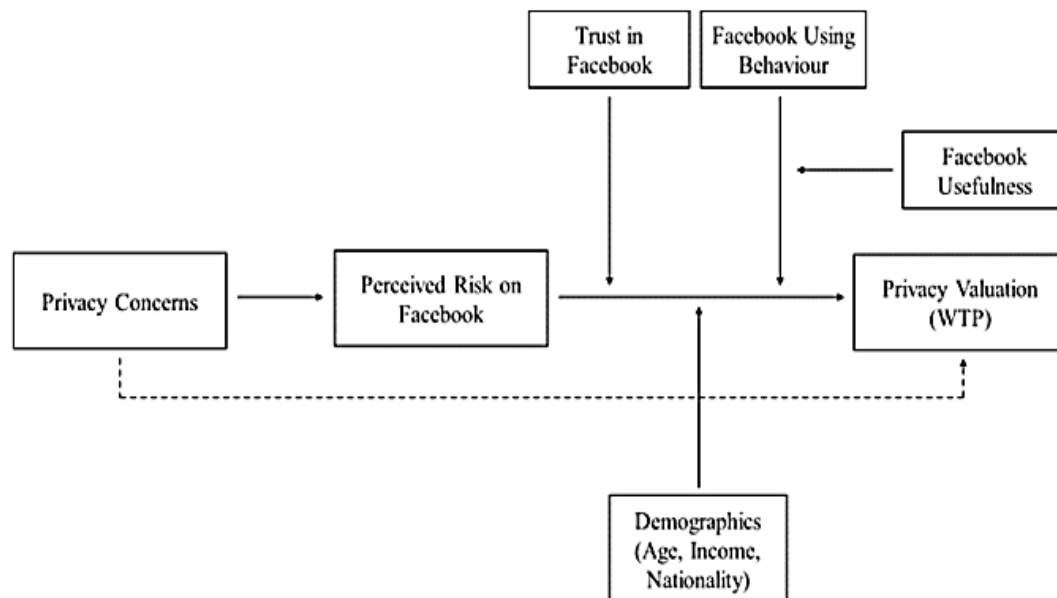 Trust in
Facebook
Facebook Using
Behaviour
Facebook
Usefulness
Privacy Concerns
Perceived Risk on
Facebook
Privacy Valuation
(WTP)
Demographics
(Age, Income,
Nationality)